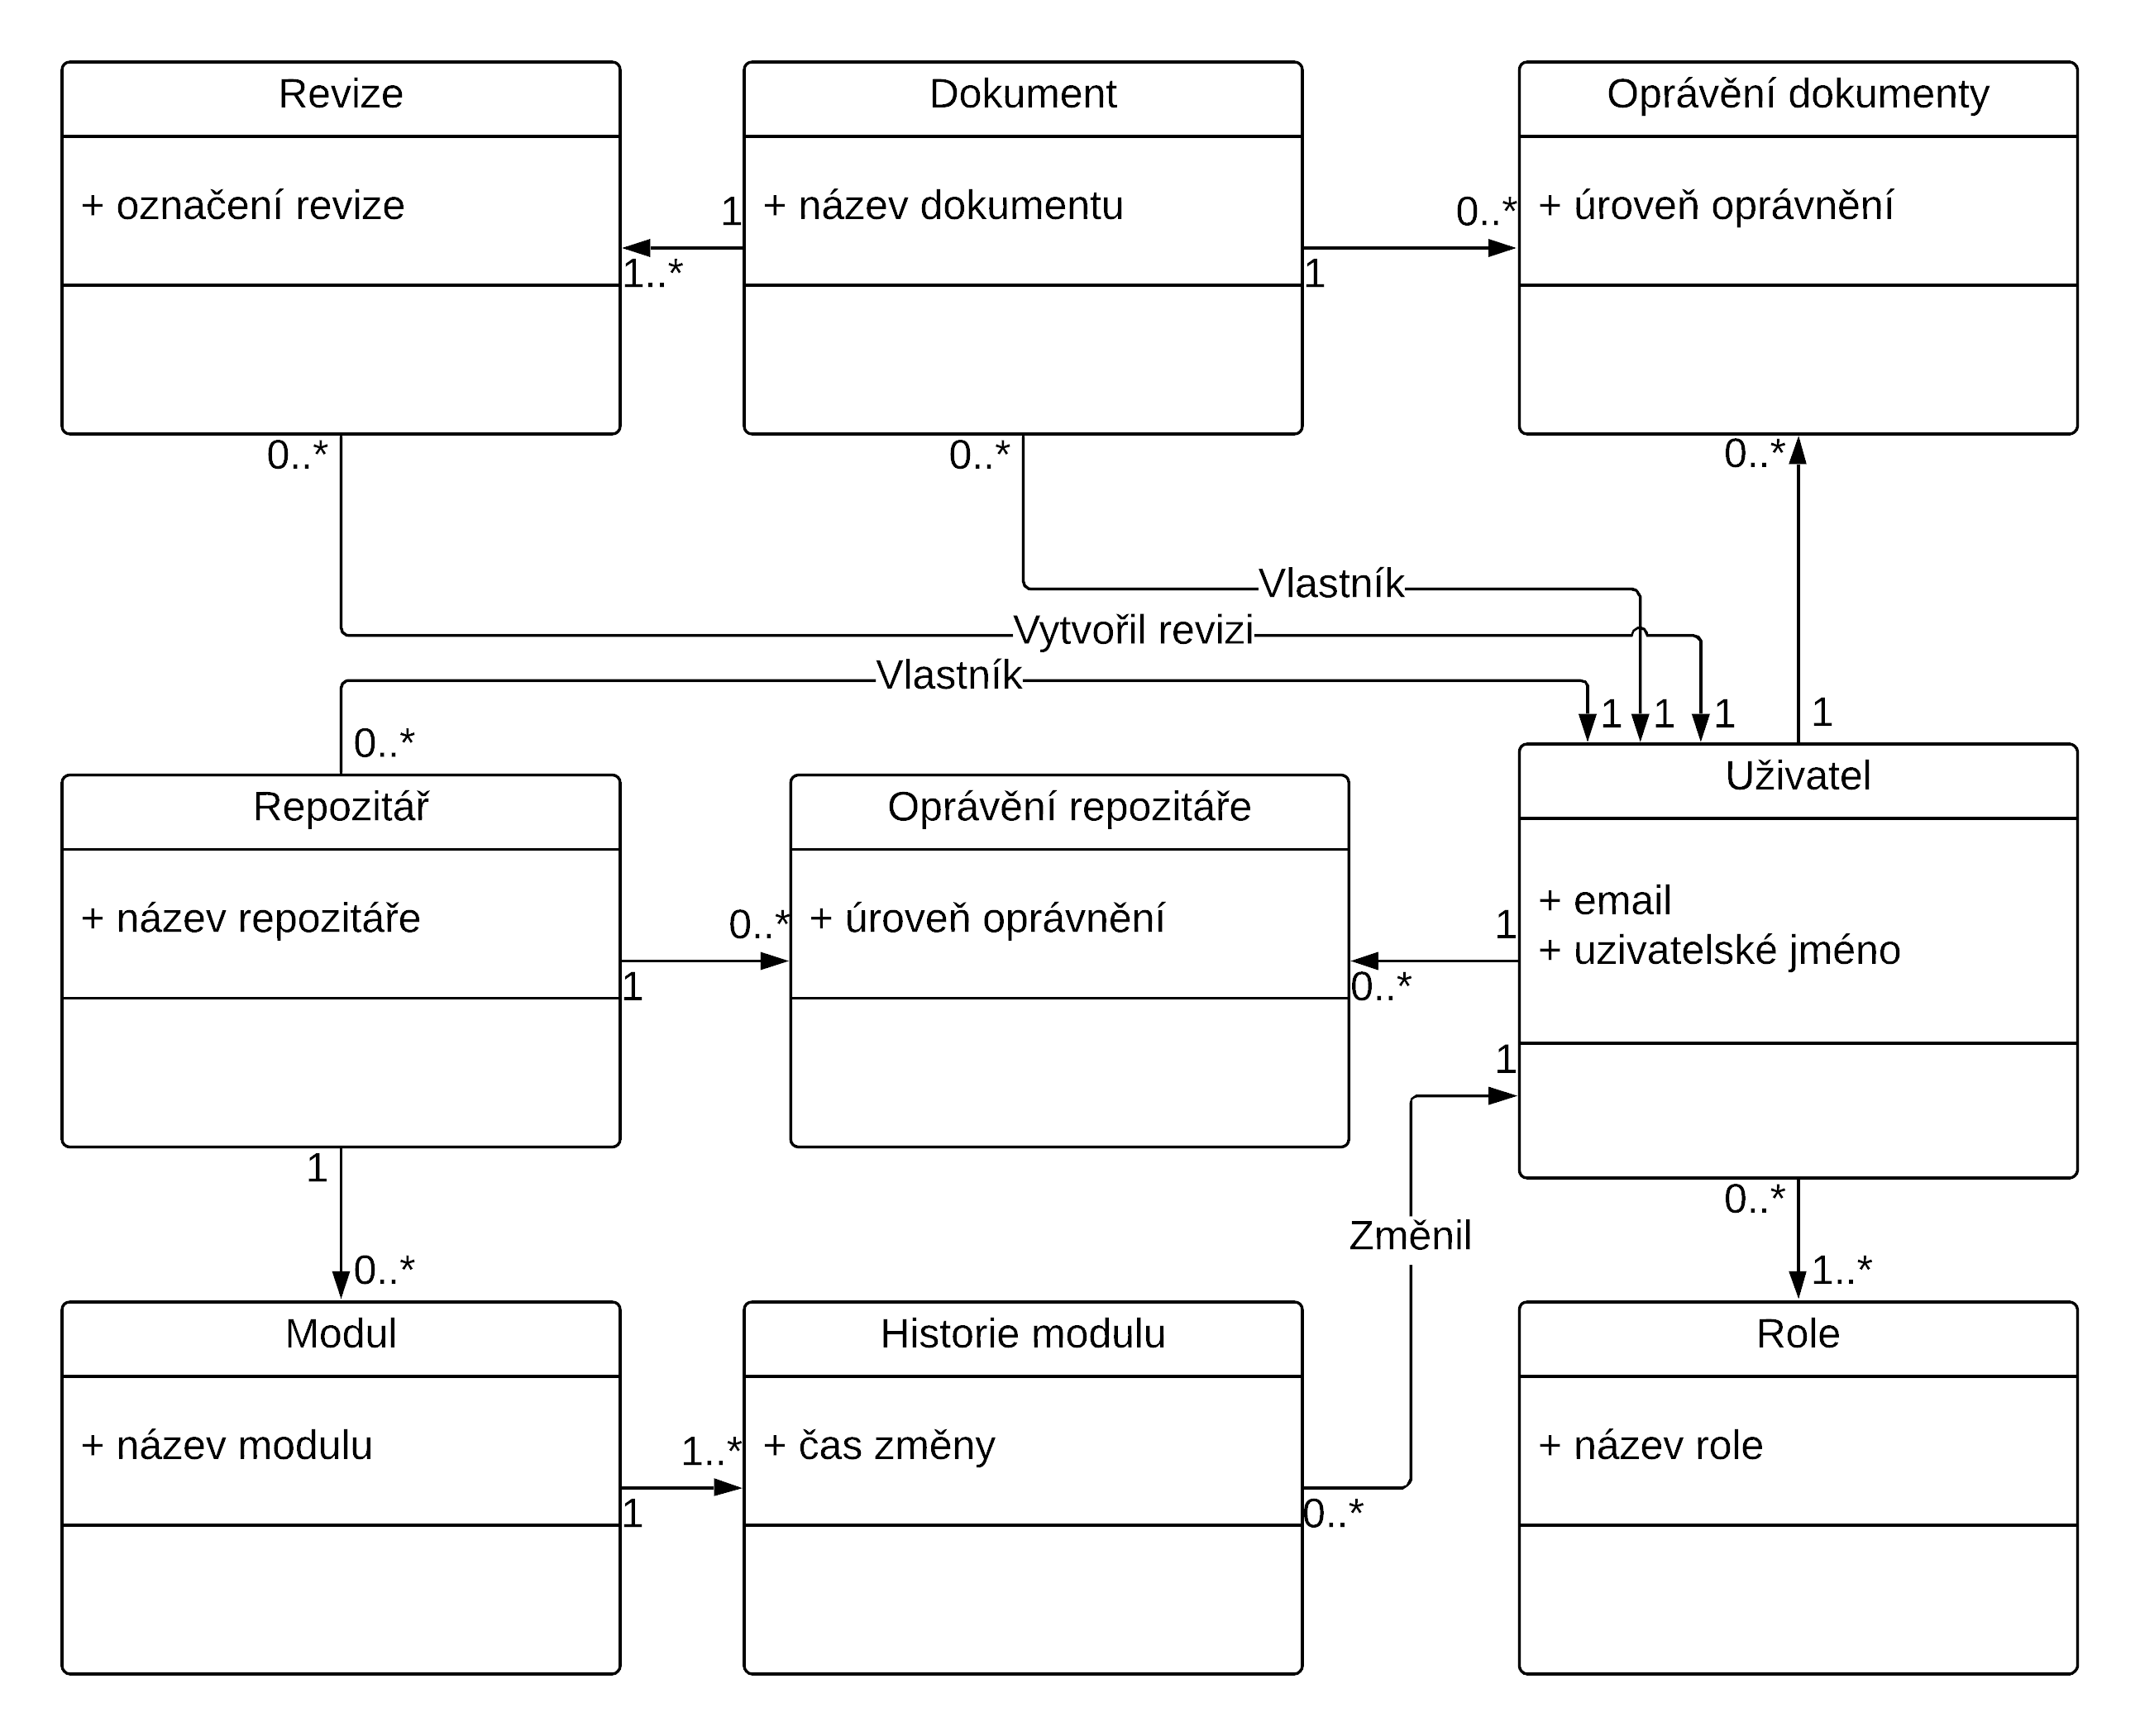 Revize
+ označení revize
Dokument
+ název dokumentu
Oprávění dokumenty
+ úroveň oprávnění
1
1..*
0..*
1
0..*
0..*
0..*
Vlastník
Vytvořil revizi
Vlastník
1
1
1
1
0..*
Repozitář
+ název repozitáře
Oprávění repozitáře
+ úroveň oprávnění
Uživatel
+ email
+ uzivatelské jméno
0..*
1
1
0..*
1
1
0..*
Změnil
0..*
1..*
Modul
+ název modulu
Historie modulu
+ čas změny
Role
+ název role
1..*
1
0..*